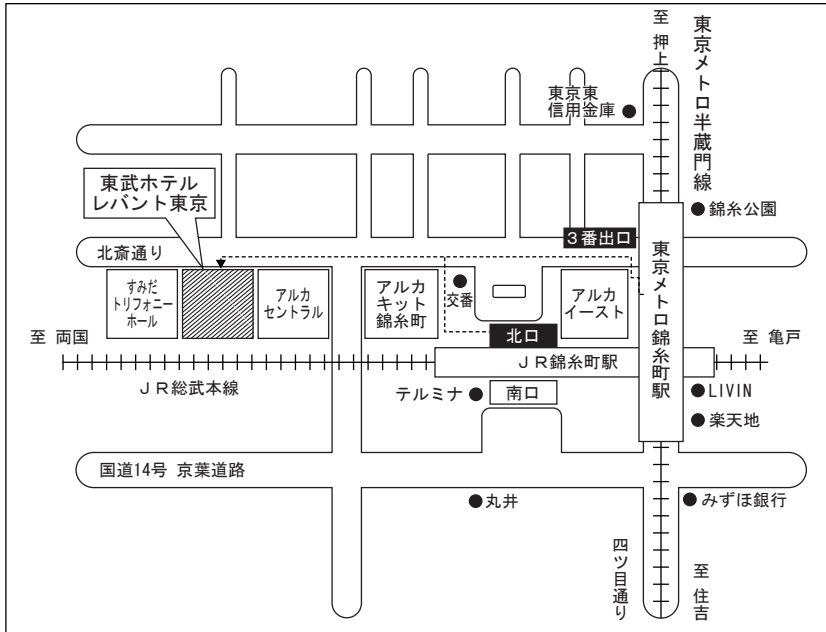 至 押上
東京メトロ半蔵門線
東京東
信用金庫
東武ホテル
レバント東京
錦糸公園
3番出口
北斎通り
東京メトロ錦糸町駅
すみだ
トリフォニー
ホール
アルカ
セントラル
アルカ
キット
錦糸町
交番
アルカ
イースト
北口
至 両国
至 亀戸
JR錦糸町駅
JR総武本線
テルミナ
南口
LIVIN
楽天地
国道14号 京葉道路
丸井
みずほ銀行
四ツ目通り
至 住吉